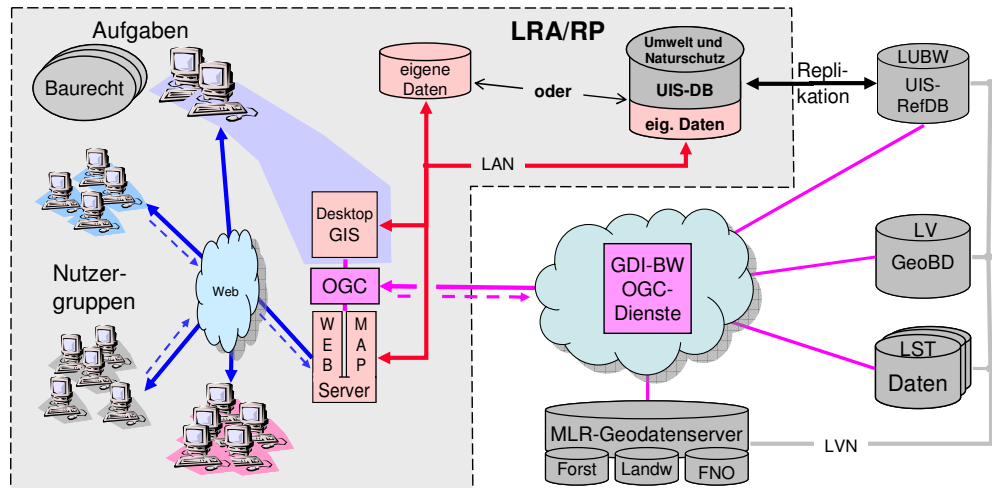 Aufgaben
LRA/RP
Baurecht
eigene
Daten
oder
Umwelt und
Naturschutz
UIS-DB
eig. Daten
Repli-
kation
LUBW
UIS-
RefDB
LAN
Desktop
GIS
OGC
Web
Nutzer-
gruppen
WEB
MAP
Server
GDI-BW
OGC-
Dienste
LV
GeoBD
LST
Daten
MLR-Geodatenserver
Forst
Landw
FNO
LVN